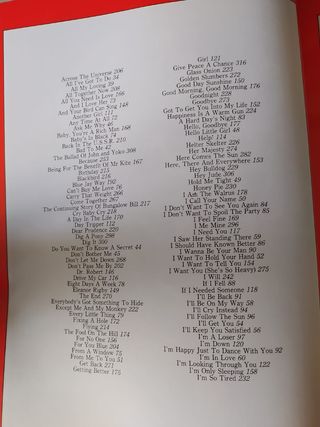 Across The Universe 206
All I've Got To Do 34
All My Loving 39
All Together Now 208
All You Need Is Love 166
And I Love Her 73
And Your Bird Can Sing 148
Another Girl 111
Any Time At All 72
Ask Me Why 46
Baby, You're A Rich Man 168
Baby's In Black 74
Back In The U.S.S.R. 210
Bad To Me 42
The Ballad Of John and Yoko 308
Because 253
Being For The Benefit Of Mr Kite 167
Birthday 215
Blackbird 216
Blue Jay Way 192
Can't Buy Me Love 76
Carry That Weight 266
Come Together 267
The Continuing Story Of Bungalow Bill 217
Cry Baby Cry 218
A Day In The Life 170
Day Tripper 112
Dear Prudence 220
Dig A Pony 298
Dig It 300
Do You Want To Know A Secret 44
Don't Bother Me 45
Don't Let Me Down 268
Don't Pass Me By 202
Dr. Robert 146
Drive My Car 116
Eight Days A Week 78
Eleanor Rigby 149
The End 270
Everybody's Got Something To Hide
Except Me And My Monkey 222
Every Little Thing 79
Fixing A Hole 172
Flying 214
The Fool On The Hill 174
For No One 156
For You Blue 204
From A Window 75
From Me To You 51
Get Back 271
Getting Better 175
Girl 121
Give Peace A Chance 316
Glass Onion 223
Golden Slumbers 272
Good Day Sunshine 150
Good Morning, Good Morning 176
Goodnight 228
Goodbye 273
Got To Get You Into My Life 152
Happiness Is A Warm Gun 224
A Hard Day's Night 83
Hello, Goodbye 177
Hello Little Girl 48
Help! 114
Helter Skelter 226
Her Majesty 274
Here Comes The Sun 282
Here, There And Everywhere 153
Hey Bulldog 229
Hey Jude 306
Hold Me Tight 49
Honey Pie 230
I Am The Walrus 178
I Call Your Name 50
I Don't Want To See You Again 84
I Don't Want To Spoil The Party 85
I Feel Fine 169
I Me Mine 296
I Need You 117
I Saw Her Standing There 59
I Should Have Known Better 86
I Wanna Be Your Man 90
I Want To Hold Your Hand 52
I Want To Tell You 154
I Want You (She's So Heavy) 275
I Will 242
If I Fell 88
If I Needed Someone 118
I'll Be Back 91
I'll Be On My Way 58
I'll Cry Instead 94
I'll Follow The Sun 96
I'll Get You 54
I'll Keep You Satisfied 56
I'm A Loser 97
I'm Down 120
I'm Happy Just To Dance With You 92
I'm In Love 60
I'm Looking Through You 122
I'm Only Sleeping 158
I'm So Tired 232